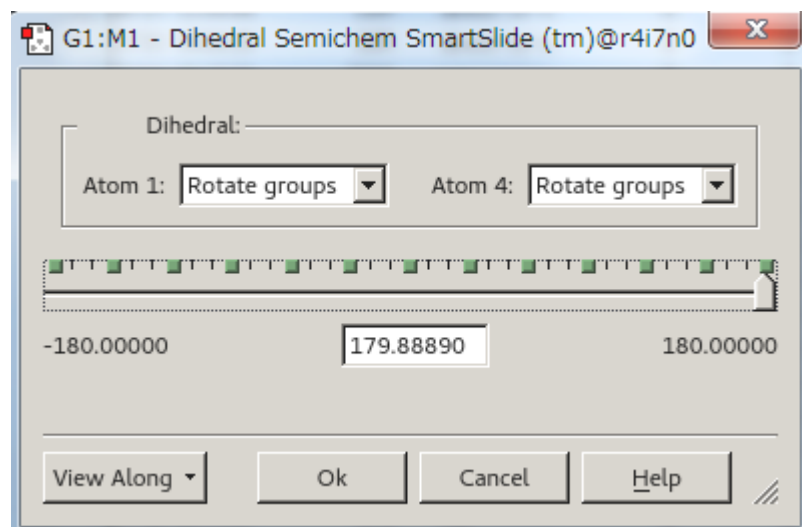 G1:M1 - Dihedral Semichem SmartSlide (tm)@r4i7n0
Dihedral:
Atom 1: Rotate groups Atom 4: Rotate groups
-180.00000 179.88890 180.00000
View Along Ok Cancel Help